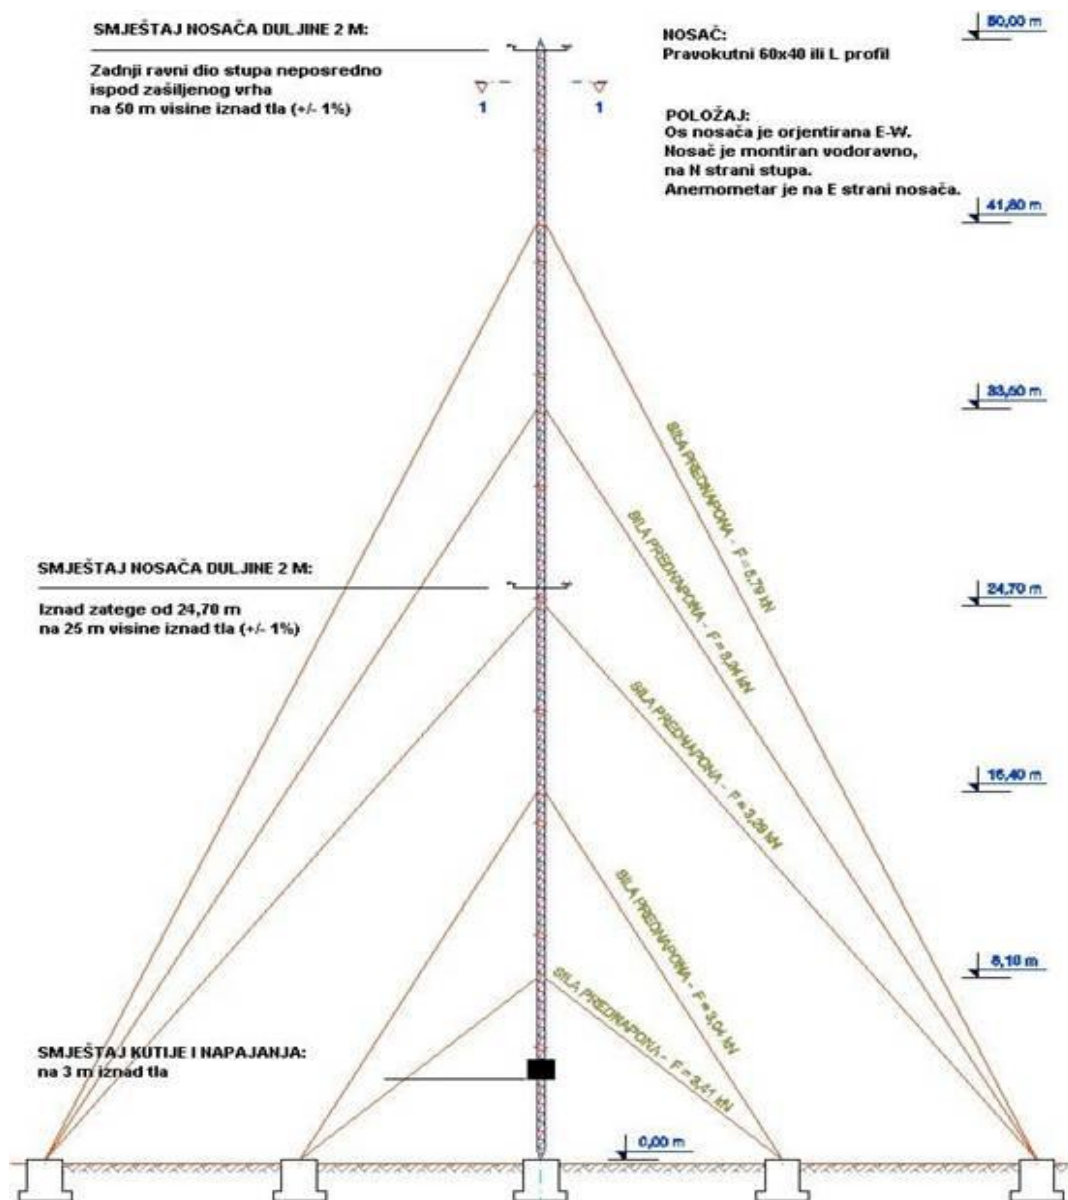 SMJEŠTAJ NOSAČA DULJINE 2 M:
Zadnji ravni dio stupa neposredno
ispod zašiljenog vrha
na 50 m visine iznad tla (+/- 1%)
1
1
NOSAČ:
Pravokutni 60x40 ili L profil
POLOŽAJ:
Os nosača je orjentirana E-W.
Nosač je montiran vodoravno,
na N strani stupa.
Anemometar je na E strani nosača.
50,00 m
41,80 m
33,50 m
SILA PREDNAPONA - F = 5,79 kN
SILA PREDNAPONA - F = 3,24 kN
SMJEŠTAJ NOSAČA DULJINE 2 M:
Iznad zatege od 24,70 m
na 25 m visine iznad tla (+/- 1%)
24,70 m
SILA PREDNAPONA - F = 3,29 kN
16,40 m
SILA PREDNAPONA - F = 3,04 kN
8,10 m
SILA PREDNAPONA - F = 3,41 kN
SMJEŠTAJ KUTIJE I NAPAJANJA:
na 3 m iznad tla
0,00 m